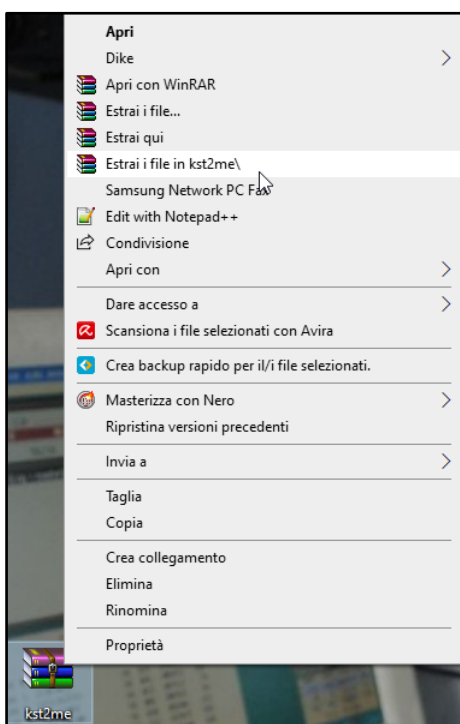 Apri
Dike
Apri con WinRAR
Estrai i file...
Estrai qui
Estrai i file in kst2me\
Samsung Network PC Fax
Edit with Notepad++
Condivisione
Apri con
Dare accesso a
Scansiona i file selezionati con Avira
Crea backup rapido per il/i file selezionati.
Masterizza con Nero
Ripristina versioni precedenti
Invia a
Taglia
Copia
Crea collegamento
Elimina
Rinomina
Proprietà
kst2me